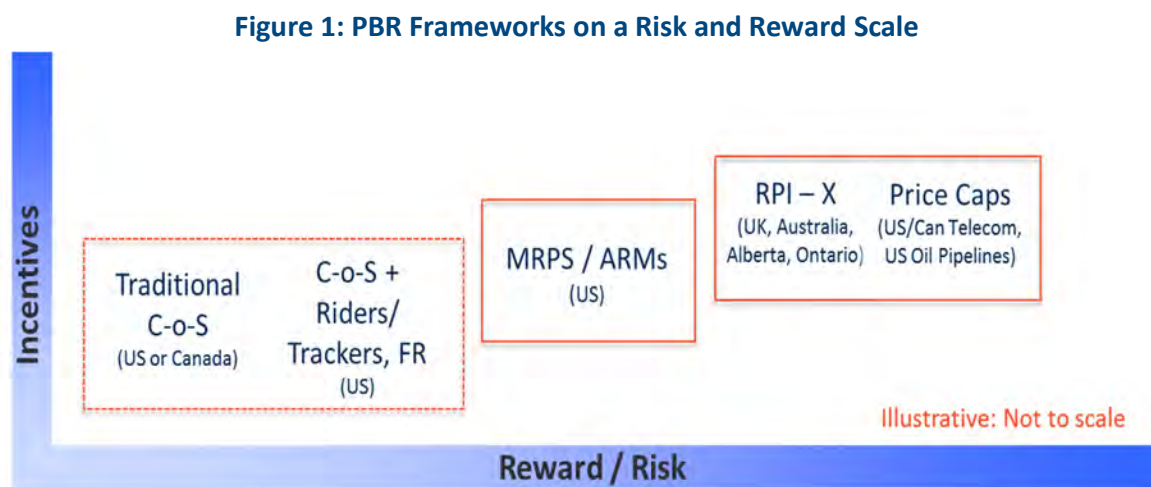 Figure 1: PBR Frameworks on a Risk and Reward Scale
Incentives
Traditional
C-o-S
(US or Canada)
C-o-S +
Riders/
Trackers, FR
(US)
MRPS / ARMs
(US)
RPI – X
(UK, Australia,
Alberta, Ontario)
Price Caps
(US/Can Telecom,
US Oil Pipelines)
Illustrative: Not to scale
Reward / Risk